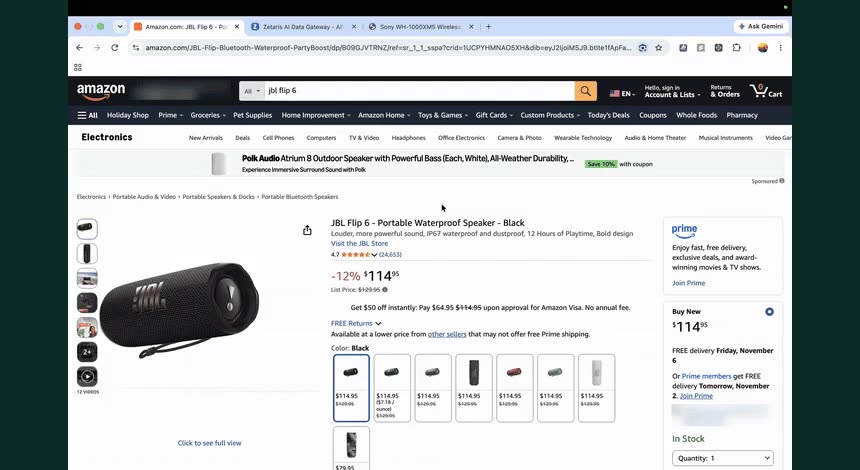 Amazon.com: JBL Flip 6 - Po
Zetaris AI Data Gateway - All
Sony WH-1000XM5 Wireless
Ask Gemini
amazon.com/JBL-Flip-Bluetooth-Waterproof-PartyBoost/dp/B09GJVTRNZ/ref=sr_1_1_sspa?crid=1UCPYHMNAO5XH&dib=eyJ2IjoiMSJ9.btIte1fApFa...
amazon
All
jbl flip 6
EN
Hello, sign in
Account & Lists
Returns
& Orders
0
Cart
All
Holiday Shop
Prime
Groceries
Pet Supplies
Home Improvement
Amazon Home
Toys & Games
Gift Cards
Custom Products
Today's Deals
Coupons
Whole Foods
Pharmacy
Electronics
New Arrivals
Deals
Cell Phones
Computers
TV & Video
Headphones
Office Electronics
Camera & Photo
Wearable Technology
Audio & Home Theater
Musical Instruments
Video Gar
Polk Audio Atrium 8 Outdoor Speaker with Powerful Bass (Each, White), All-Weather Durability, ...
Experience Immersive Surround Sound with Polk
Save 10% with coupon
Sponsored
Electronics › Portable Audio & Video › Portable Speakers & Docks › Portable Bluetooth Speakers
JBL Flip 6 - Portable Waterproof Speaker - Black
Louder, more powerful sound, IP67 waterproof and dustproof, 12 Hours of Playtime, Bold design
Visit the JBL Store
4.7 (24,653)
-12% $114.95
List Price: $129.95
Get $50 off instantly: Pay $64.95 $114.95 upon approval for Amazon Visa. No annual fee.
FREE Returns
Available at a lower price from other sellers that may not offer free Prime shipping.
Color: Black
$114.95
$129.95
$114.95
($7.18 / ounce)
$129.95
$114.95
$129.95
$114.95
$129.95
$114.95
$129.95
$114.95
$129.95
$114.95
$129.95
$79.95
JBL
2+
12 VIDEOS
Click to see full view
prime
Enjoy fast, free delivery,
exclusive deals, and award-
winning movies & TV shows.
Join Prime
Buy New
$114.95
FREE delivery Friday, November
6
Or Prime members get FREE
delivery Tomorrow, November
2. Join Prime
In Stock
Quantity: 1